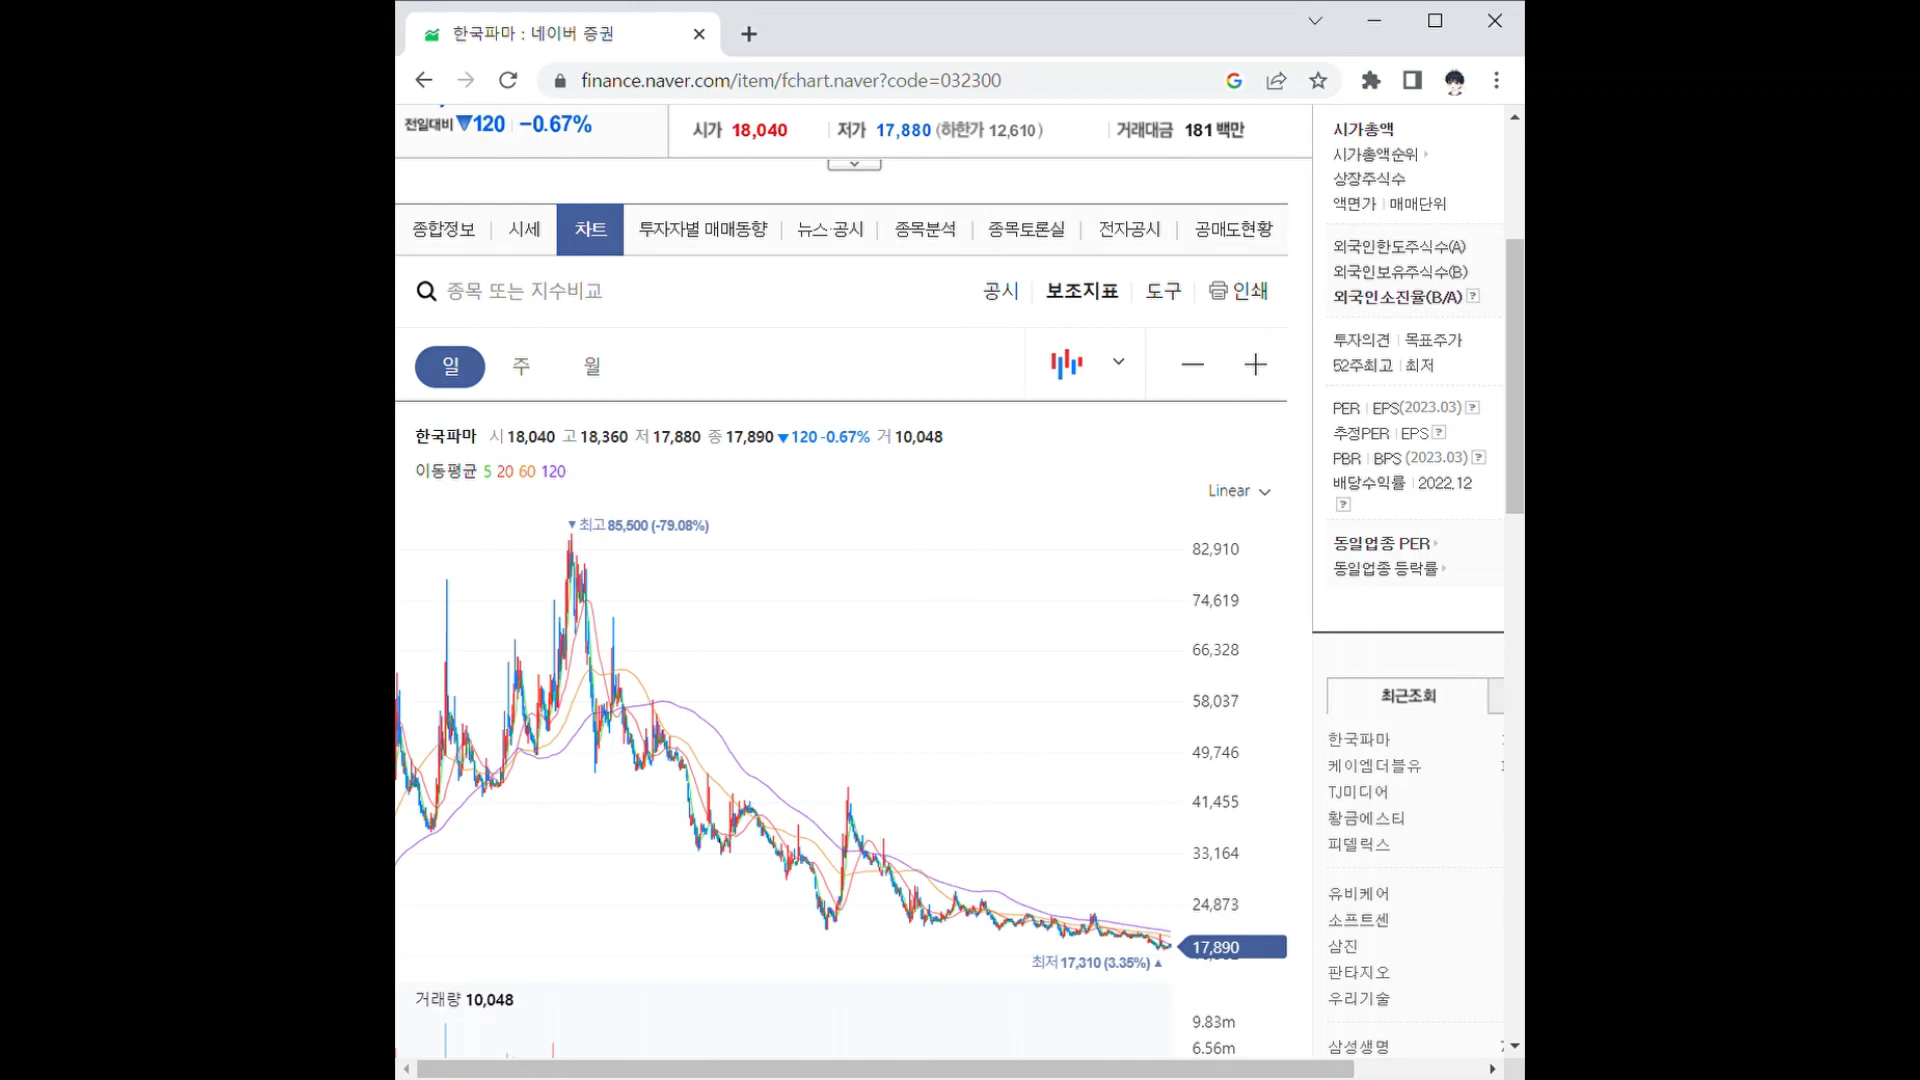 한국파마 : 네이버 증권
finance.naver.com/item/fchart.naver?code=032300
전일대비 ▼120 −0.67% 시가 18,040 저가 17,880 (하한가 12,610) 거래대금 181 백만
종합정보 시세 차트 투자자별 매매동향 뉴스·공시 종목분석 종목토론실 전자공시 공매도현황
종목 또는 지수비교 공시 보조지표 도구 인쇄
일 주 월
한국파마 시 18,040 고 18,360 저 17,880 종 17,890 ▼120 -0.67% 거 10,048
이동평균 5 20 60 120
Linear
▼최고 85,500 (-79.08%)
82,910
74,619
66,328
58,037
49,746
41,455
33,164
24,873
17,890
최저 17,310 (3.35%) ▲
거래량 10,048
9.83m
6.56m
시가총액
시가총액순위
상장주식수
액면가 매매단위
외국인한도주식수(A)
외국인보유주식수(B)
외국인소진율(B/A) ?
투자의견 목표주가
52주최고 최저
PER EPS(2023.03) ?
추정PER EPS ?
PBR BPS (2023.03) ?
배당수익률 2022.12
?
동일업종 PER
동일업종 등락률
최근조회
한국파마
케이엠더블유
TJ미디어
황금에스티
피델릭스
유비케어
소프트센
삼진
판타지오
우리기술
삼성생명